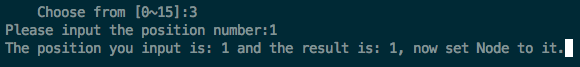 Choose from [0~15]:3
Please input the position number:1
The position you input is: 1 and the result is: 1, now set Node to it.